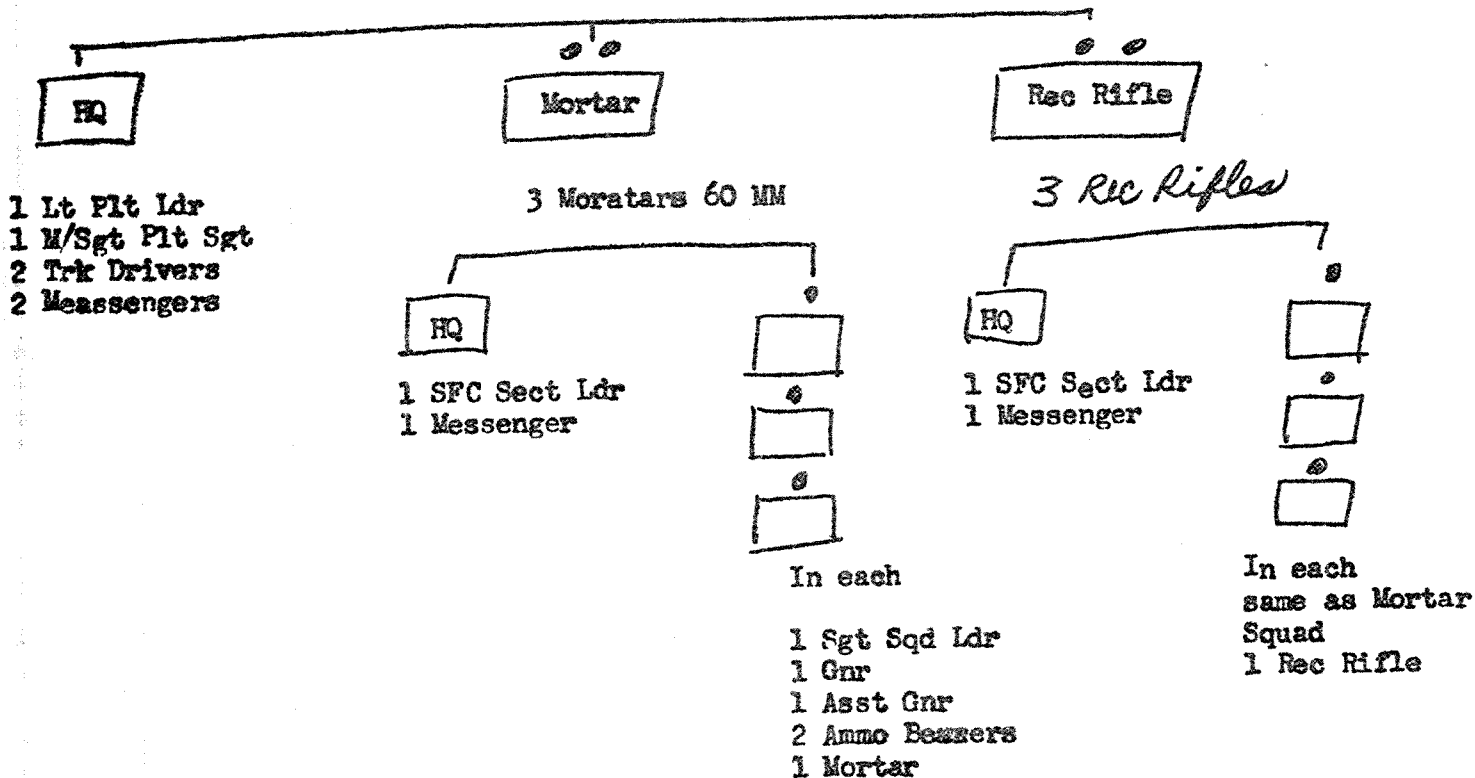 HQ
Mortar
Rec Rifle
1 Lt Plt Ldr
1 M/Sgt Plt Sgt
2 Trk Drivers
2 Meassengers
3 Moratars 60 MM
3 Rec Rifles
HQ
1 SFC Sect Ldr
1 Messenger
HQ
1 SFC Sect Ldr
1 Messenger
In each
1 Sgt Sqd Ldr
1 Gnr
1 Asst Gnr
2 Ammo
1 Mortar
In each
same as Mortar
Squad
1 Rec Rifle